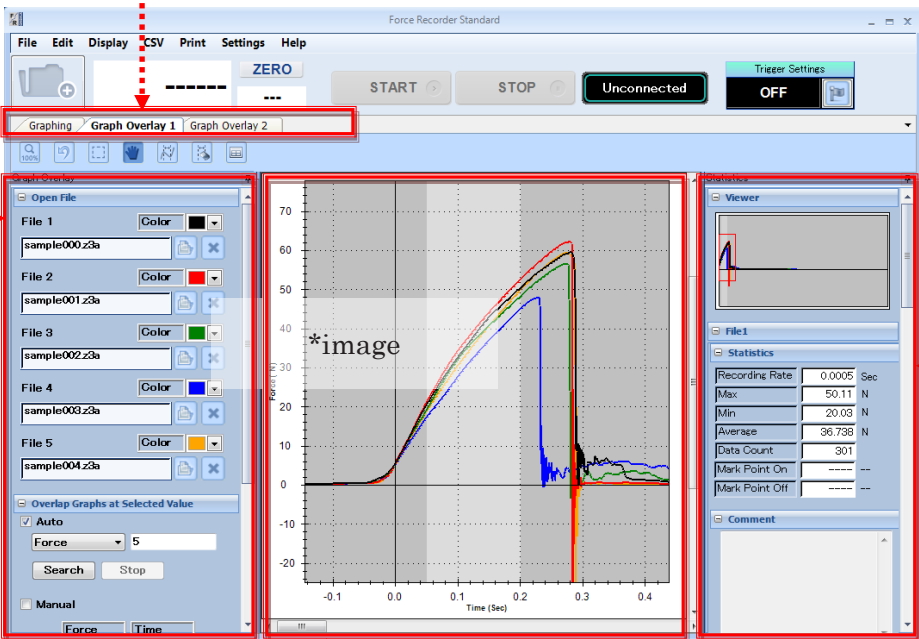 Force Recorder Standard
File Edit Display CSV Print Settings Help
------ 
ZERO
---
START
STOP
Unconnected
Trigger Settings
OFF
Graphing Graph Overlay 1 Graph Overlay 2
100%
Graph Overlay
Open File
File 1 Color
sample000.z3a
File 2 Color
sample001.z3a
File 3 Color
sample002.z3a
File 4 Color
sample003.z3a
File 5 Color
sample004.z3a
Overlap Graphs at Selected Value
Auto
Force 5
Search Stop
Manual
Force Time
70
60
50
40
30
20
10
0
-10
-20
Force ( N)
*image
-0.1 0.0 0.1 0.2 0.3 0.4
Time (Sec)
Statistics
Viewer
File1
Statistics
Recording Rate 0.0005 Sec
Max 50.11 N
Min 20.03 N
Average 36.738 N
Data Count 301
Mark Point On ---- --
Mark Point Off ---- --
Comment